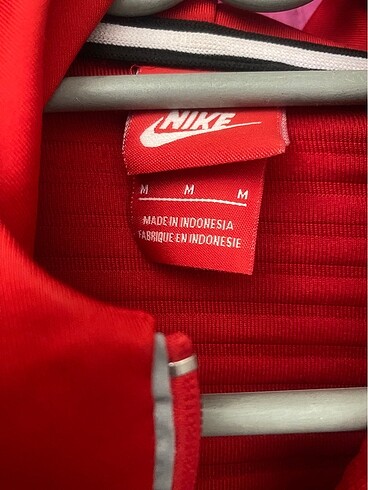 NIKE
M M M
MADE IN INDONESIA
FABRIQUE EN INDONESIE